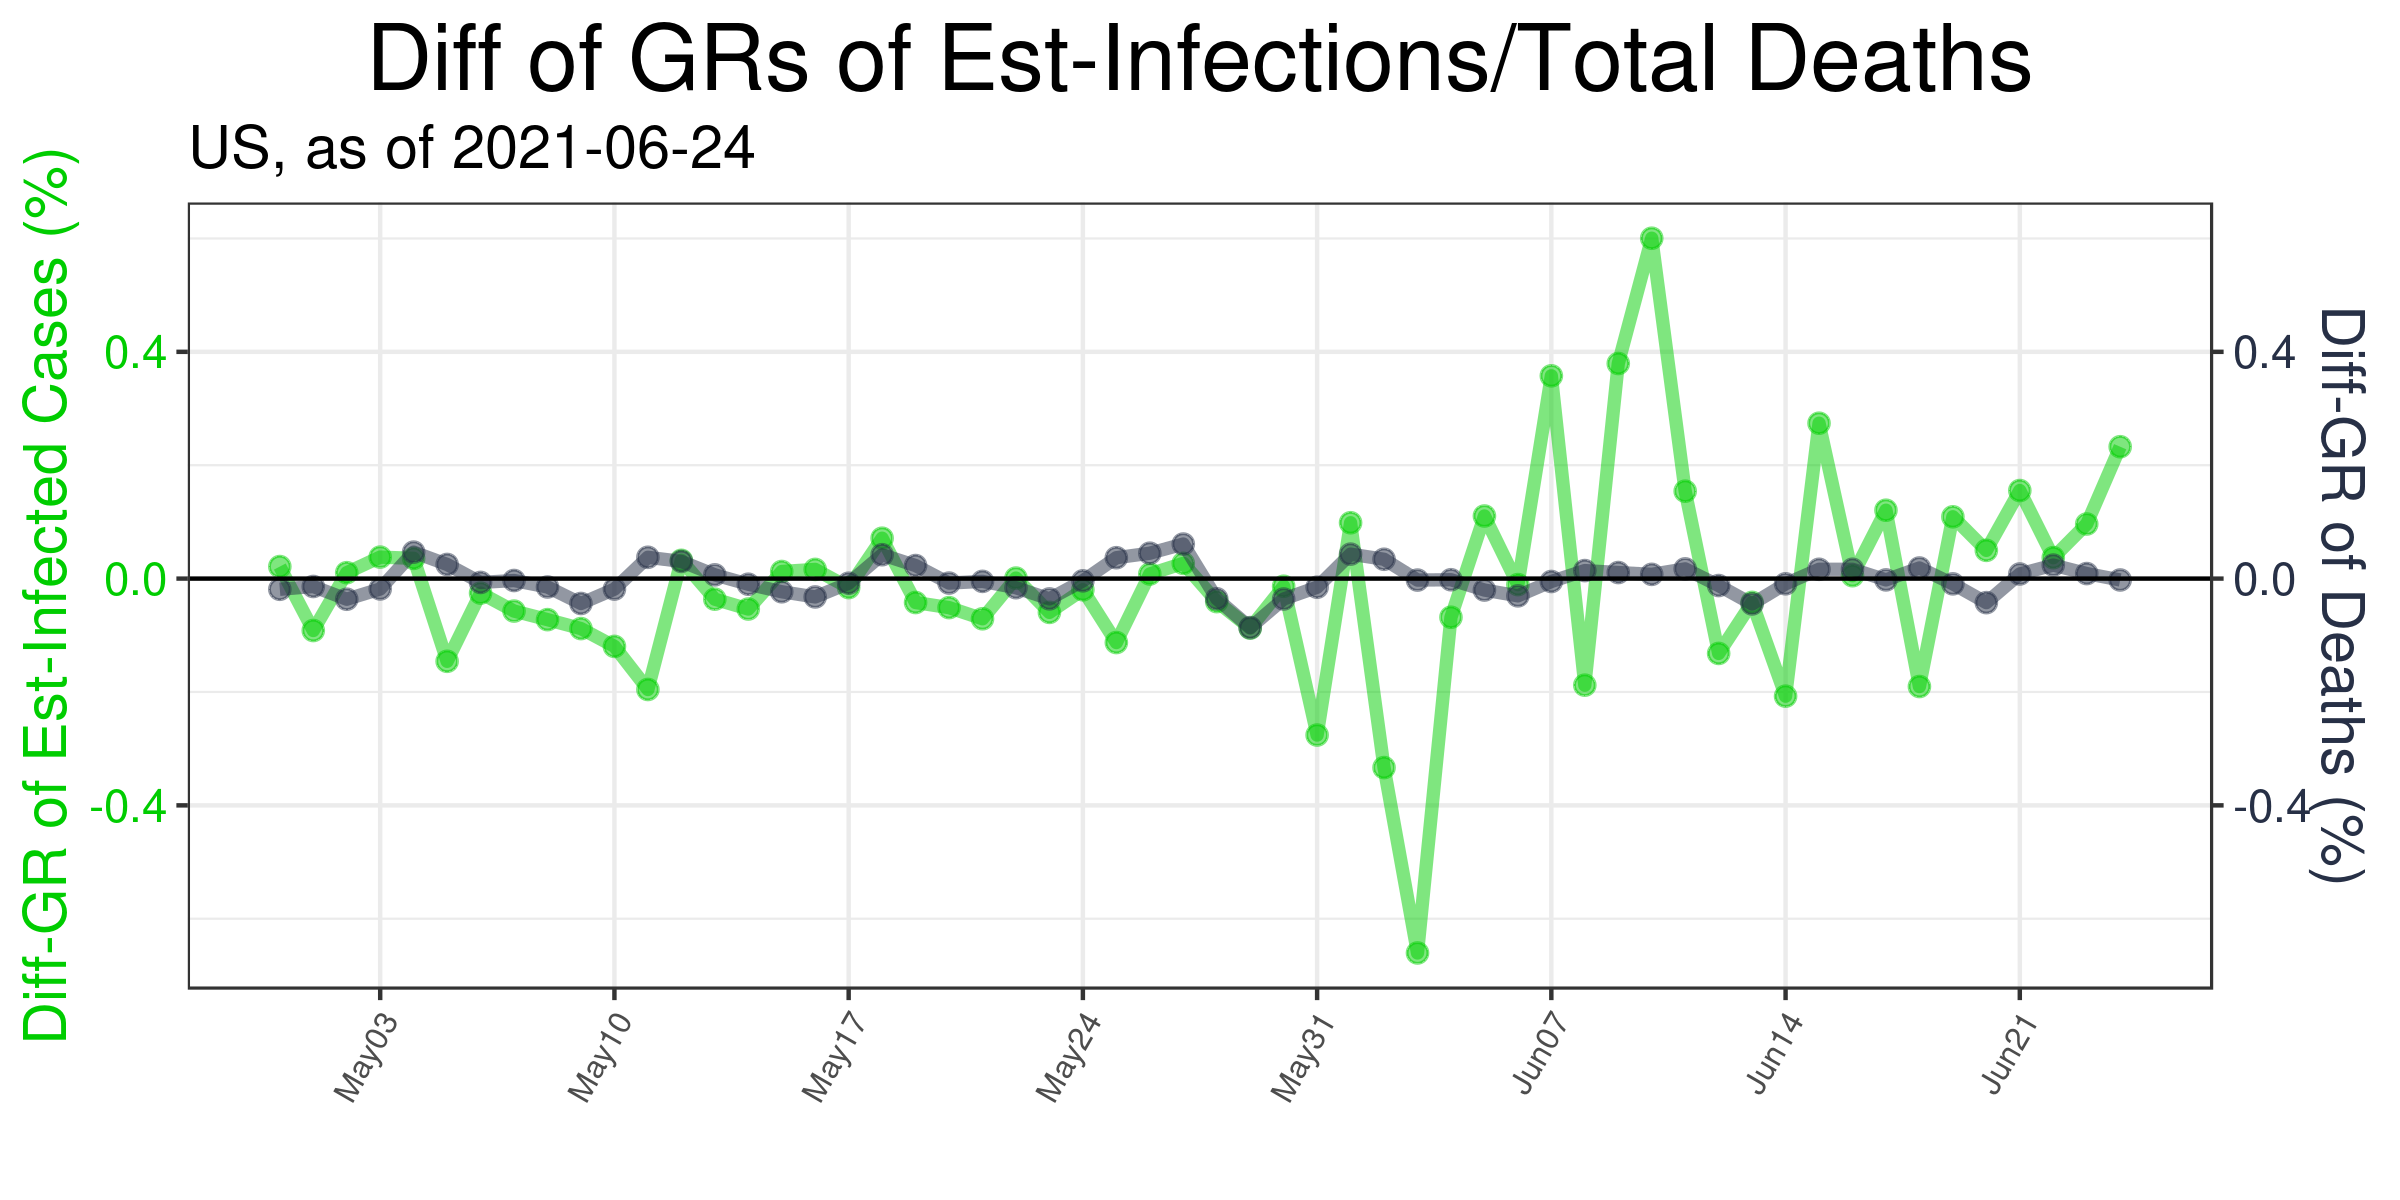 Diff of GRs of Est-Infections/Total Deaths
US, as of 2021-06-24
Diff-GR of Est-Infected Cases (%)
0.4
0.0
-0.4
0.4
0.0
-0.4
Diff-GR of Deaths (%)
May03
May10
May17
May24
May31
Jun07
Jun14
Jun21